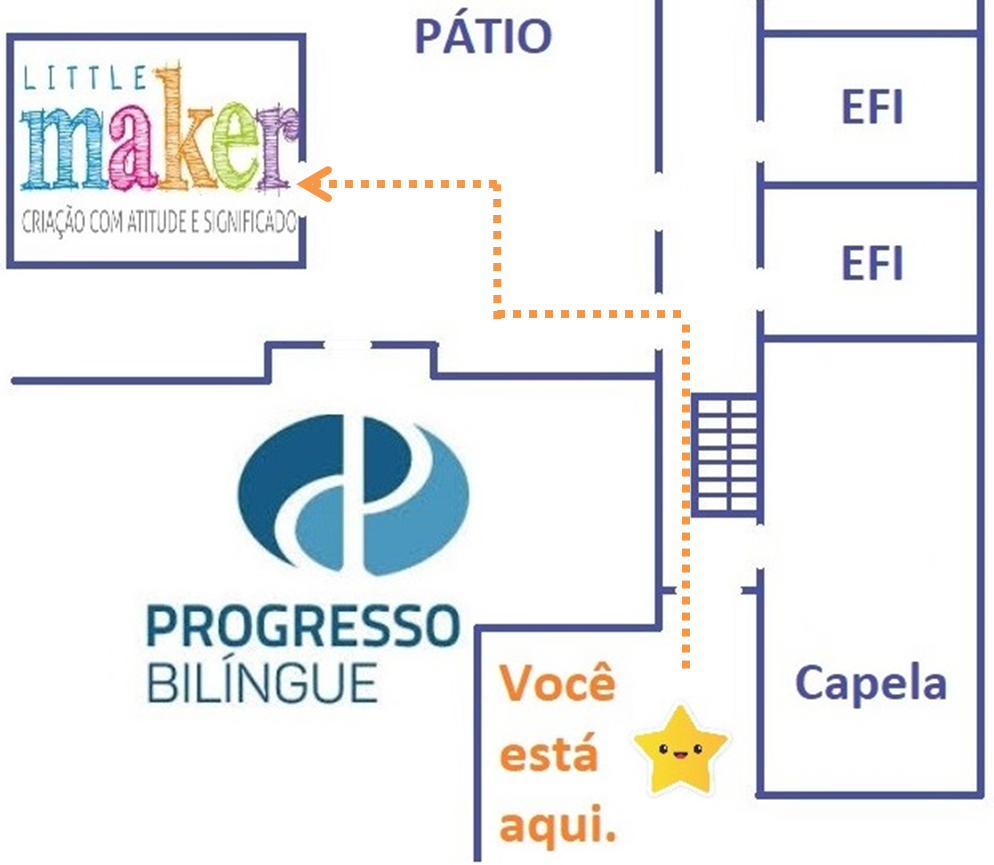 PÁTIO
LITTLE
maker
CRIAÇÃO COM ATITUDE E SIGNIFICADO
EFI
EFI
PROGRESSO
BILÍNGUE
Você
está
aqui.
Capela